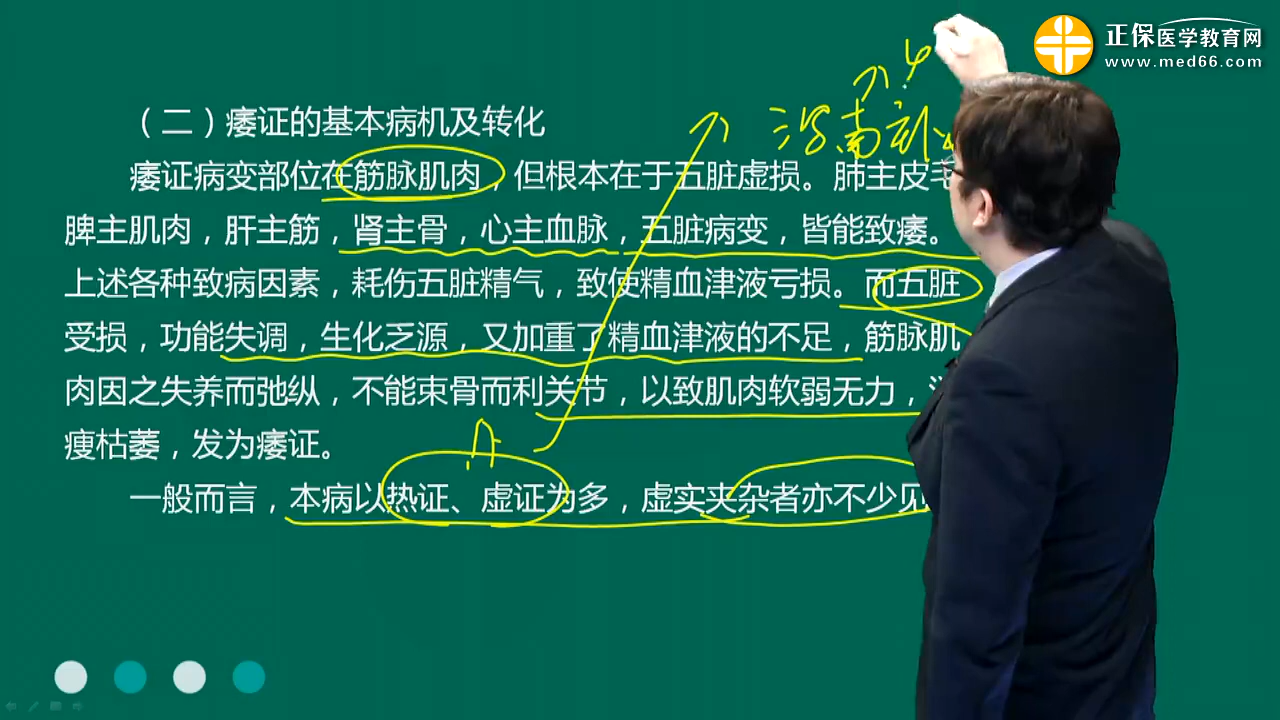 正保医学教育网
www.med66.com
治
（二）痿证的基本病机及转化
痿证病变部位在筋脉肌肉，但根本在于五脏虚损。肺主皮毛
脾主肌肉，肝主筋，肾主骨，心主血脉，五脏病变，皆能致痿。
上述各种致病因素，耗伤五脏精气，致使精血津液亏损。而五脏
受损，功能失调，生化乏源，又加重了精血津液的不足，筋脉肌
肉因之失养而弛纵，不能束骨而利关节，以致肌肉软弱无力，
瘦枯萎，发为痿证。
一般而言，本病以热证、虚证为多，虚实夹杂者亦不少见